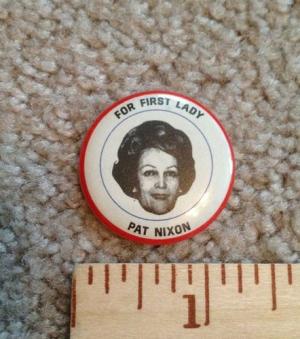 FOR FIRST LADY
PAT NIXON
1